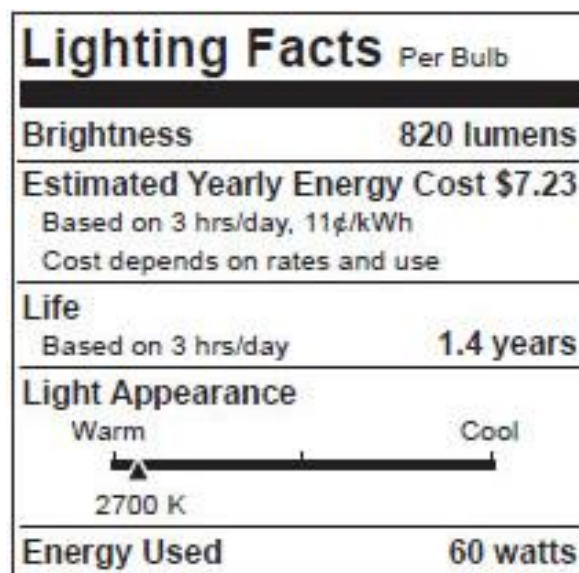 Lighting Facts Per Bulb
Brightness 820 lumens
Estimated Yearly Energy Cost $7.23
Based on 3 hrs/day, 11¢/kWh
Cost depends on rates and use
Life
Based on 3 hrs/day 1.4 years
Light Appearance
Warm Cool
2700 K
Energy Used 60 watts